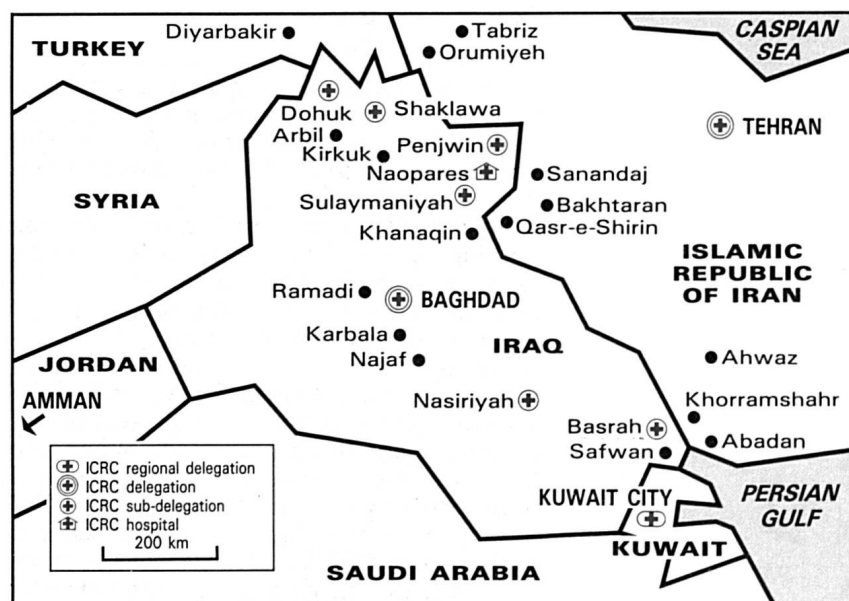 Diyarbakir
Tabriz
CASPIAN
SEA
TURKEY
Orumiyeh
Dohuk
Shaklawa
TEHRAN
Arbil
Penjwin
Kirkuk
Naopares
Sanandaj
SYRIA
Sulaymaniyah
Bakhtaran
Qasr-e-Shirin
Khanaqin
ISLAMIC
REPUBLIC
OF IRAN
Ramadi
BAGHDAD
Karbala
IRAQ
Najaf
Ahwaz
JORDAN
AMMAN
Nasiriyah
Khorramshahr
Basrah
Abadan
Safwan
ICRC regional delegation
ICRC delegation
ICRC sub-delegation
ICRC hospital
200 km
KUWAIT CITY
PERSIAN
GULF
KUWAIT
SAUDI ARABIA